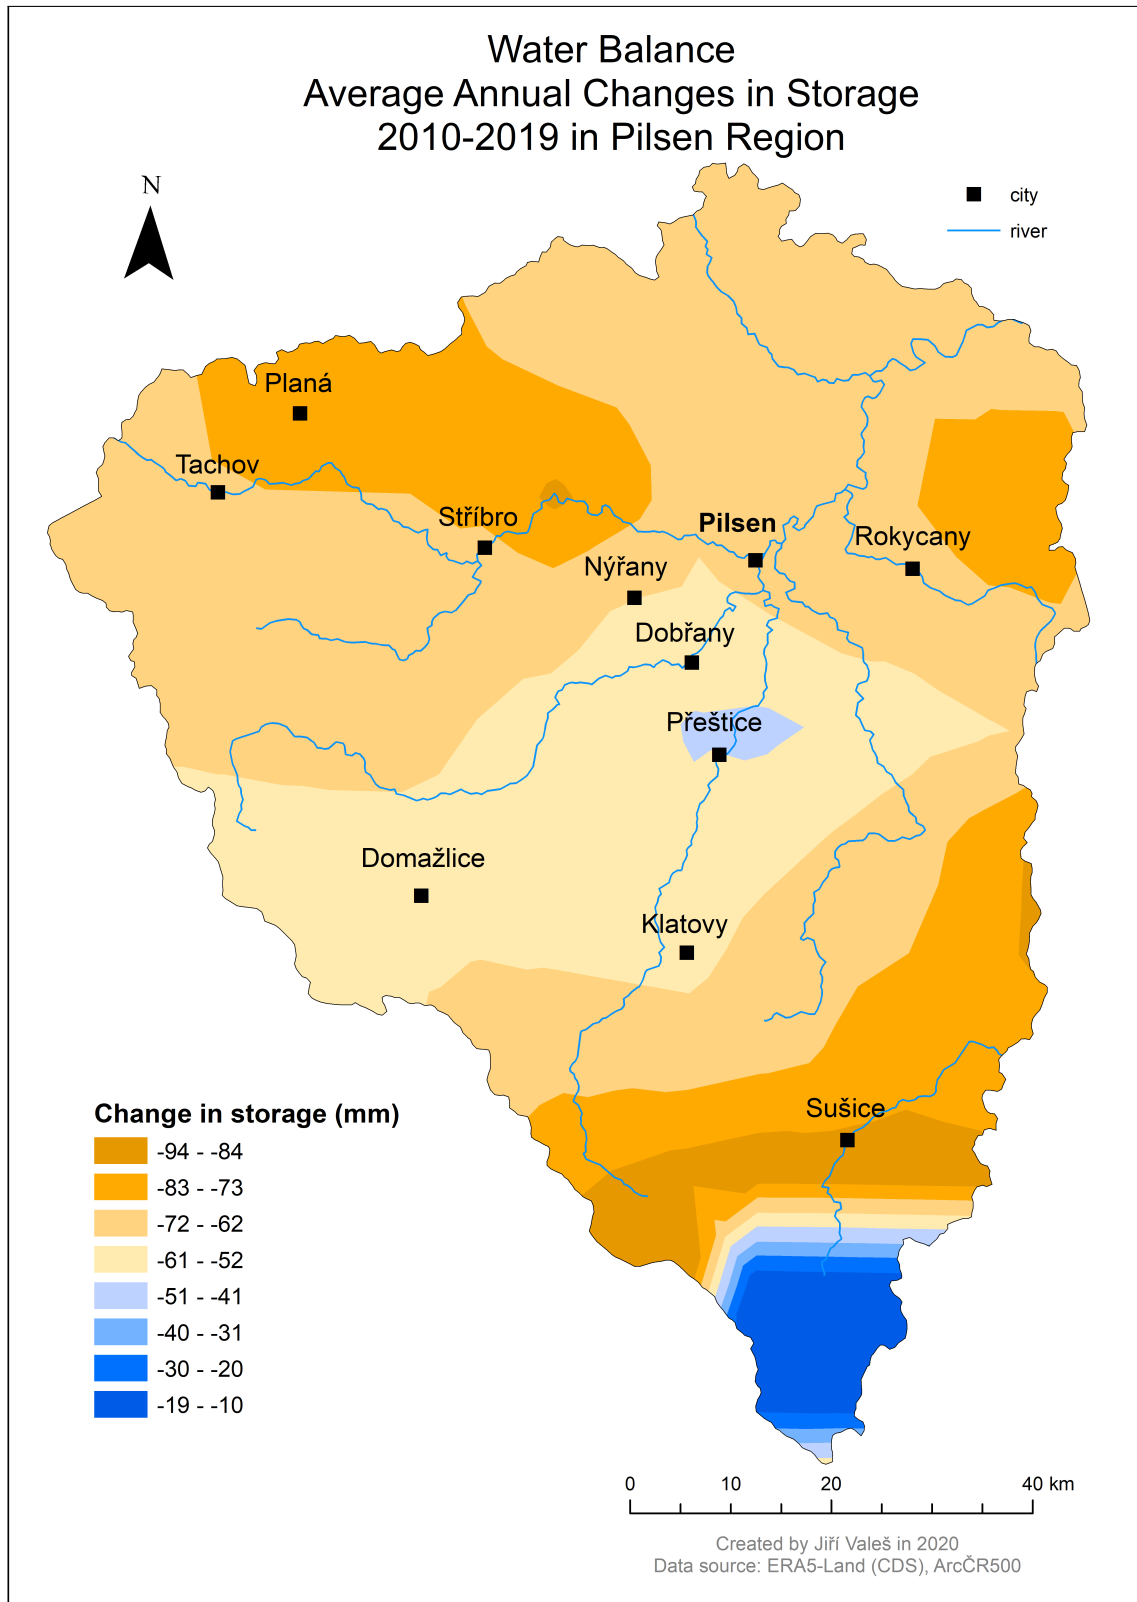 Water Balance
Average Annual Changes in Storage
2010-2019 in Pilsen Region
N
city
river
Planá
Tachov
Stříbro
Pilsen
Rokycany
Nýřany
Dobřany
Přeštice
Domažlice
Klatovy
Sušice
Change in storage (mm)
-94 - -84
-83 - -73
-72 - -62
-61 - -52
-51 - -41
-40 - -31
-30 - -20
-19 - -10
0 10 20 40 km
Created by Jiří Valeš in 2020
Data source: ERA5-Land (CDS), ArcČR500